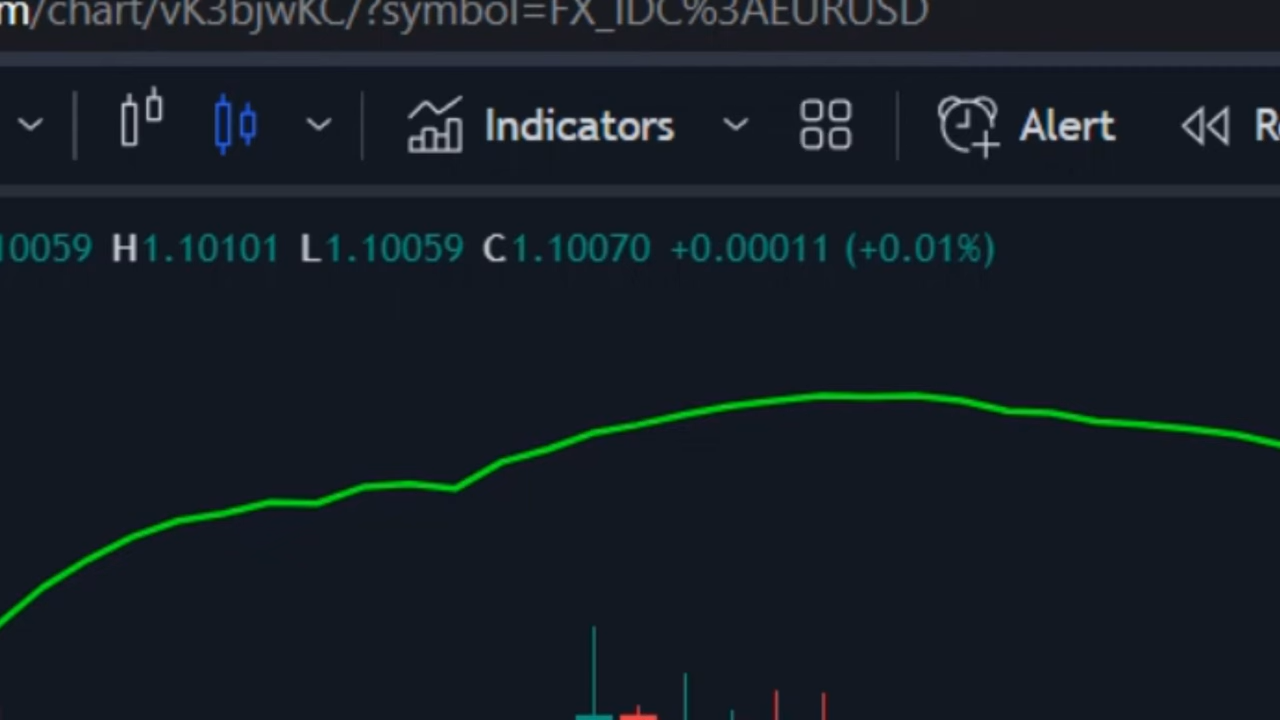 m/chart/vK3bjwKC/?symbol=FX_IDC%3AEURUSD
Indicators Alert R
10059 H1.10101 L1.10059 C1.10070 +0.00011 (+0.01%)